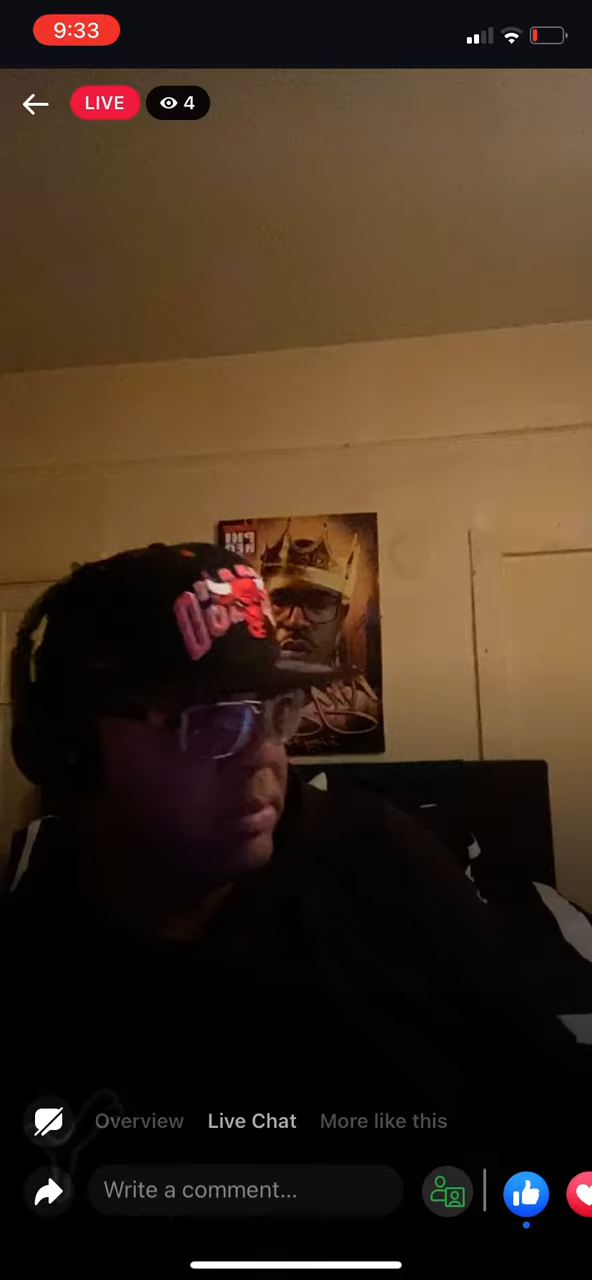 9:33
LIVE
4
Overview
Live Chat
More like this
Write a comment...